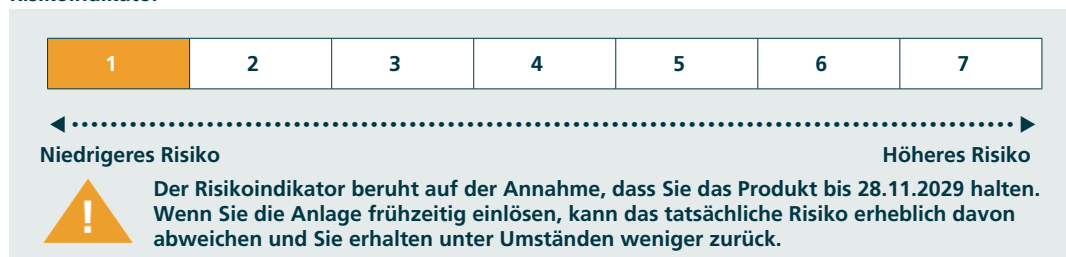 1 2 3 4 5 6 7
Niedrigeres Risiko Höheres Risiko
! Der Risikoindikator beruht auf der Annahme, dass Sie das Produkt bis 28.11.2029 halten.
Wenn Sie die Anlage frühzeitig einlösen, kann das tatsächliche Risiko erheblich davon
abweichen und Sie erhalten unter Umständen weniger zurück.